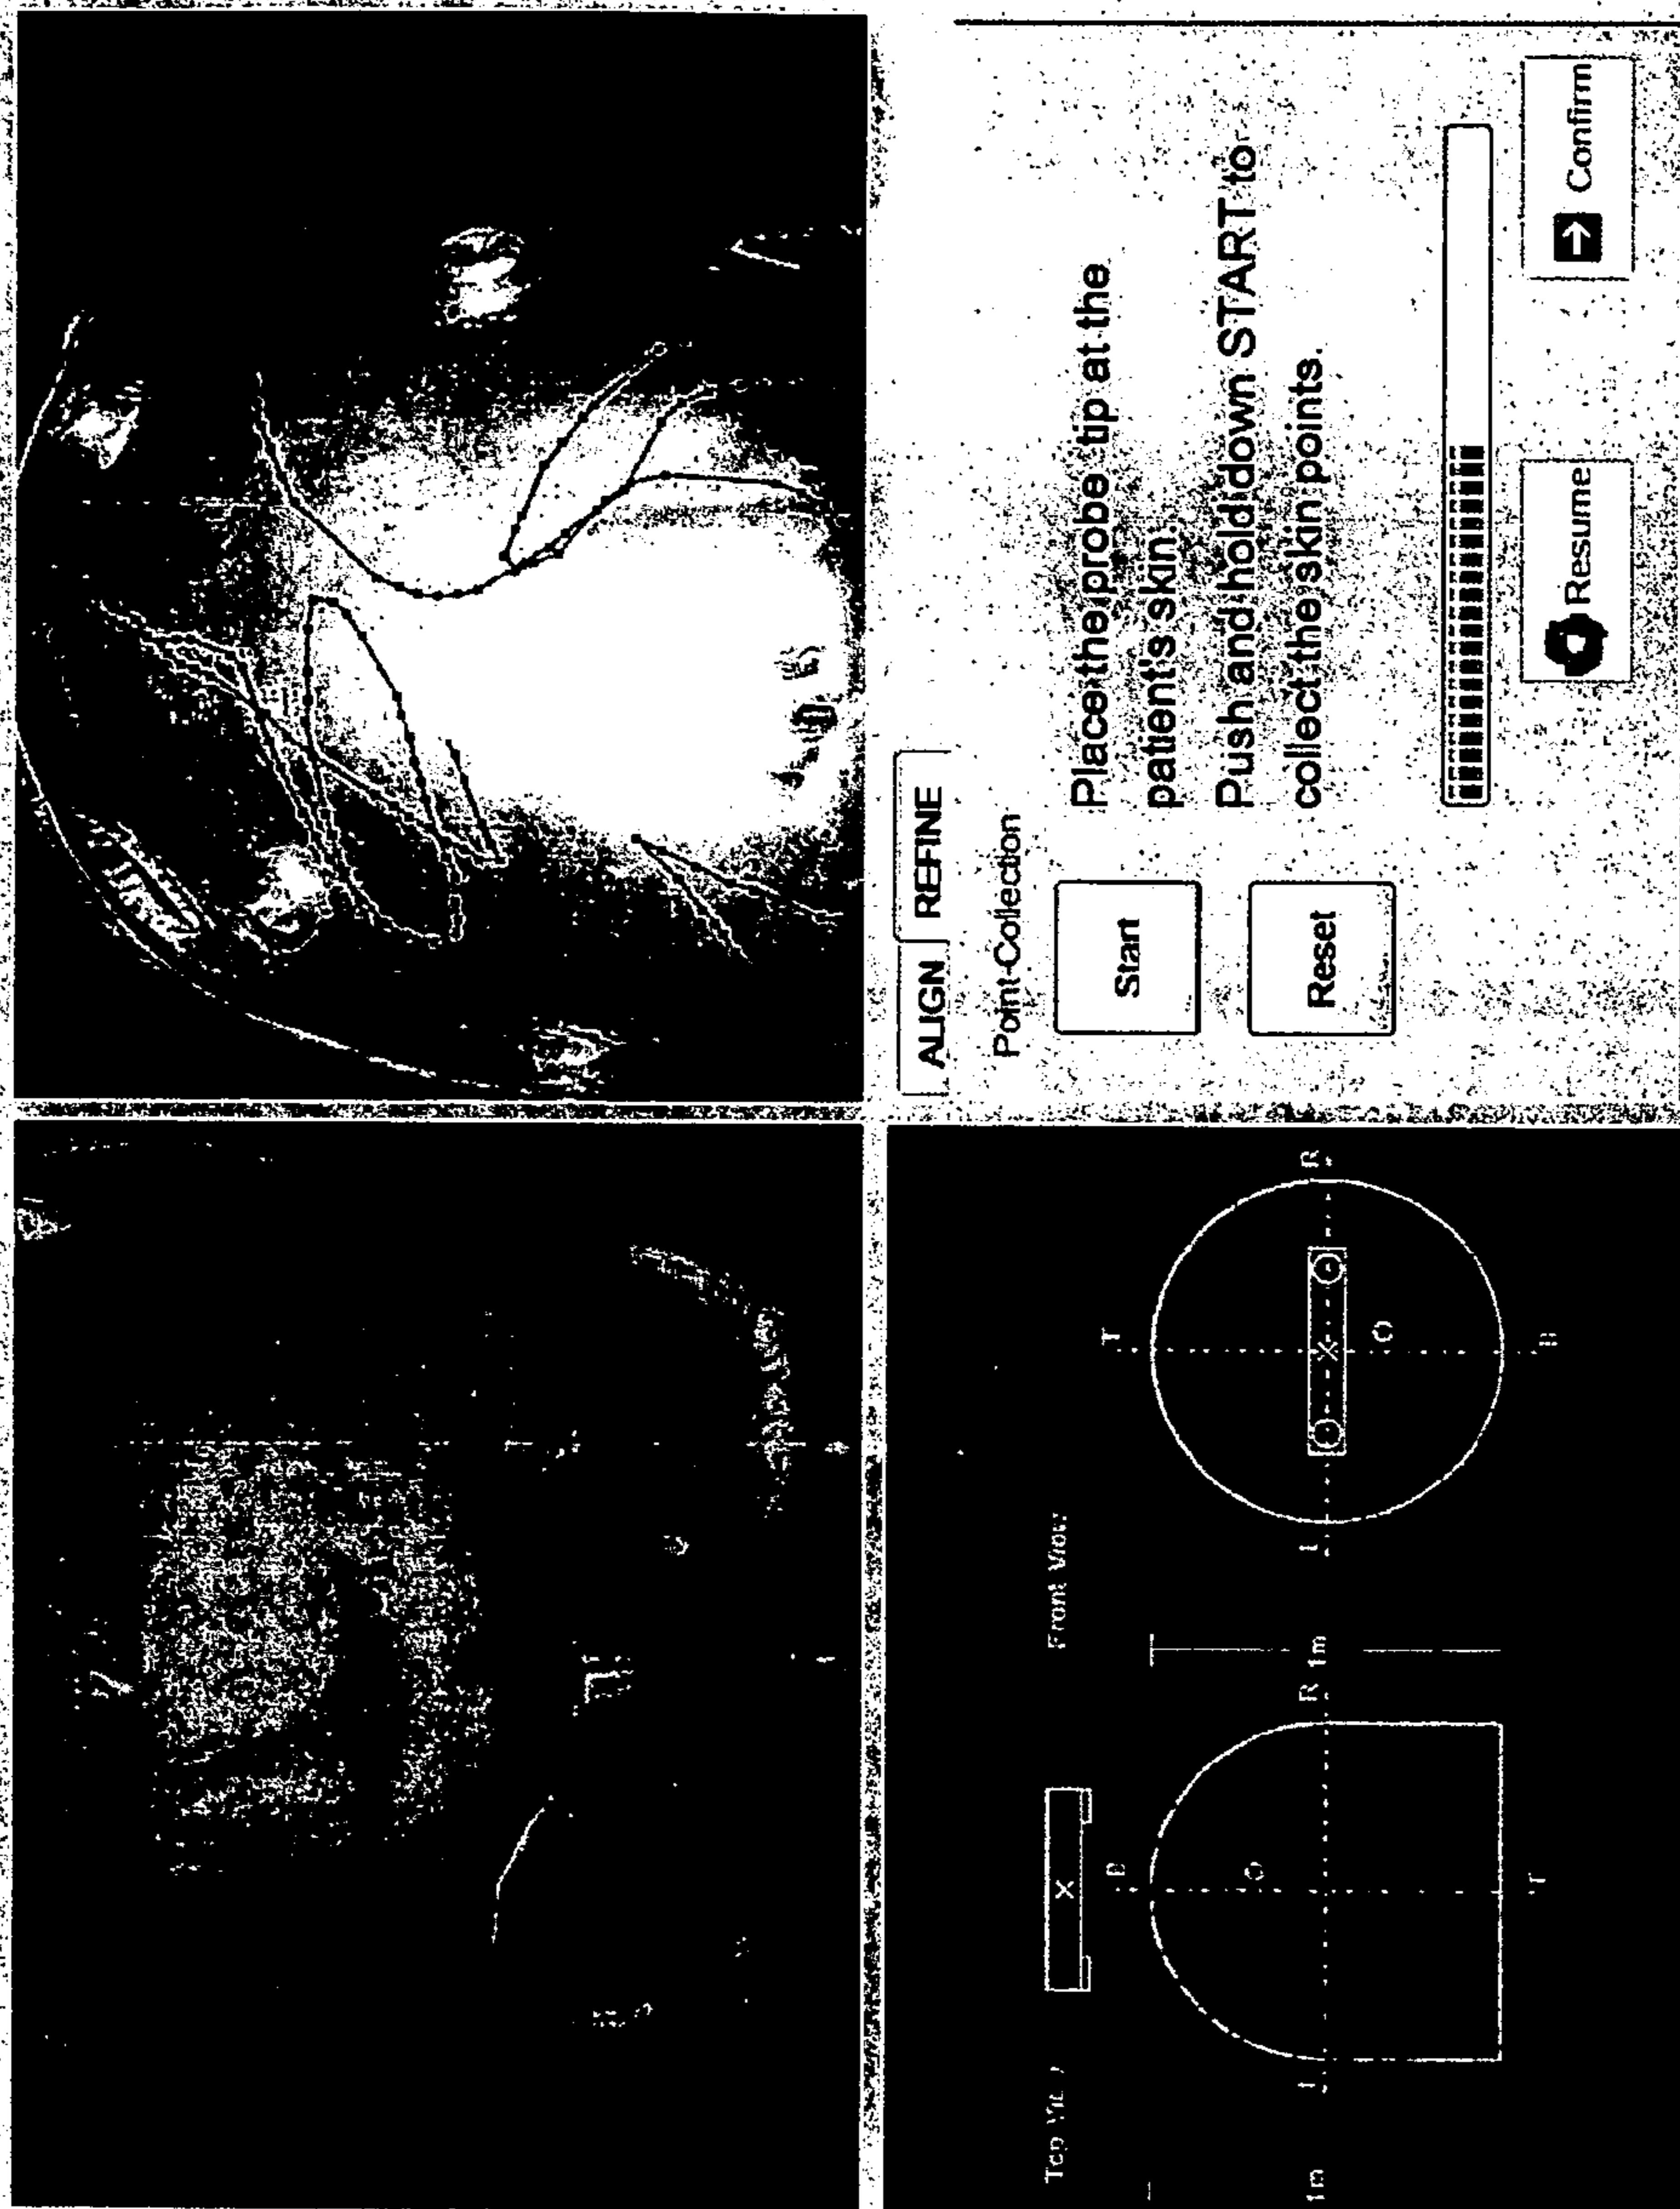 ALIGN REFINE
Point Collection
Start
Reset
Place the probe tip at the
patient's skin.
Push and hold down START to
collect the skin points.
Resume
Confirm
Top
Front View
1m
R 1m
B
T
R
T
R